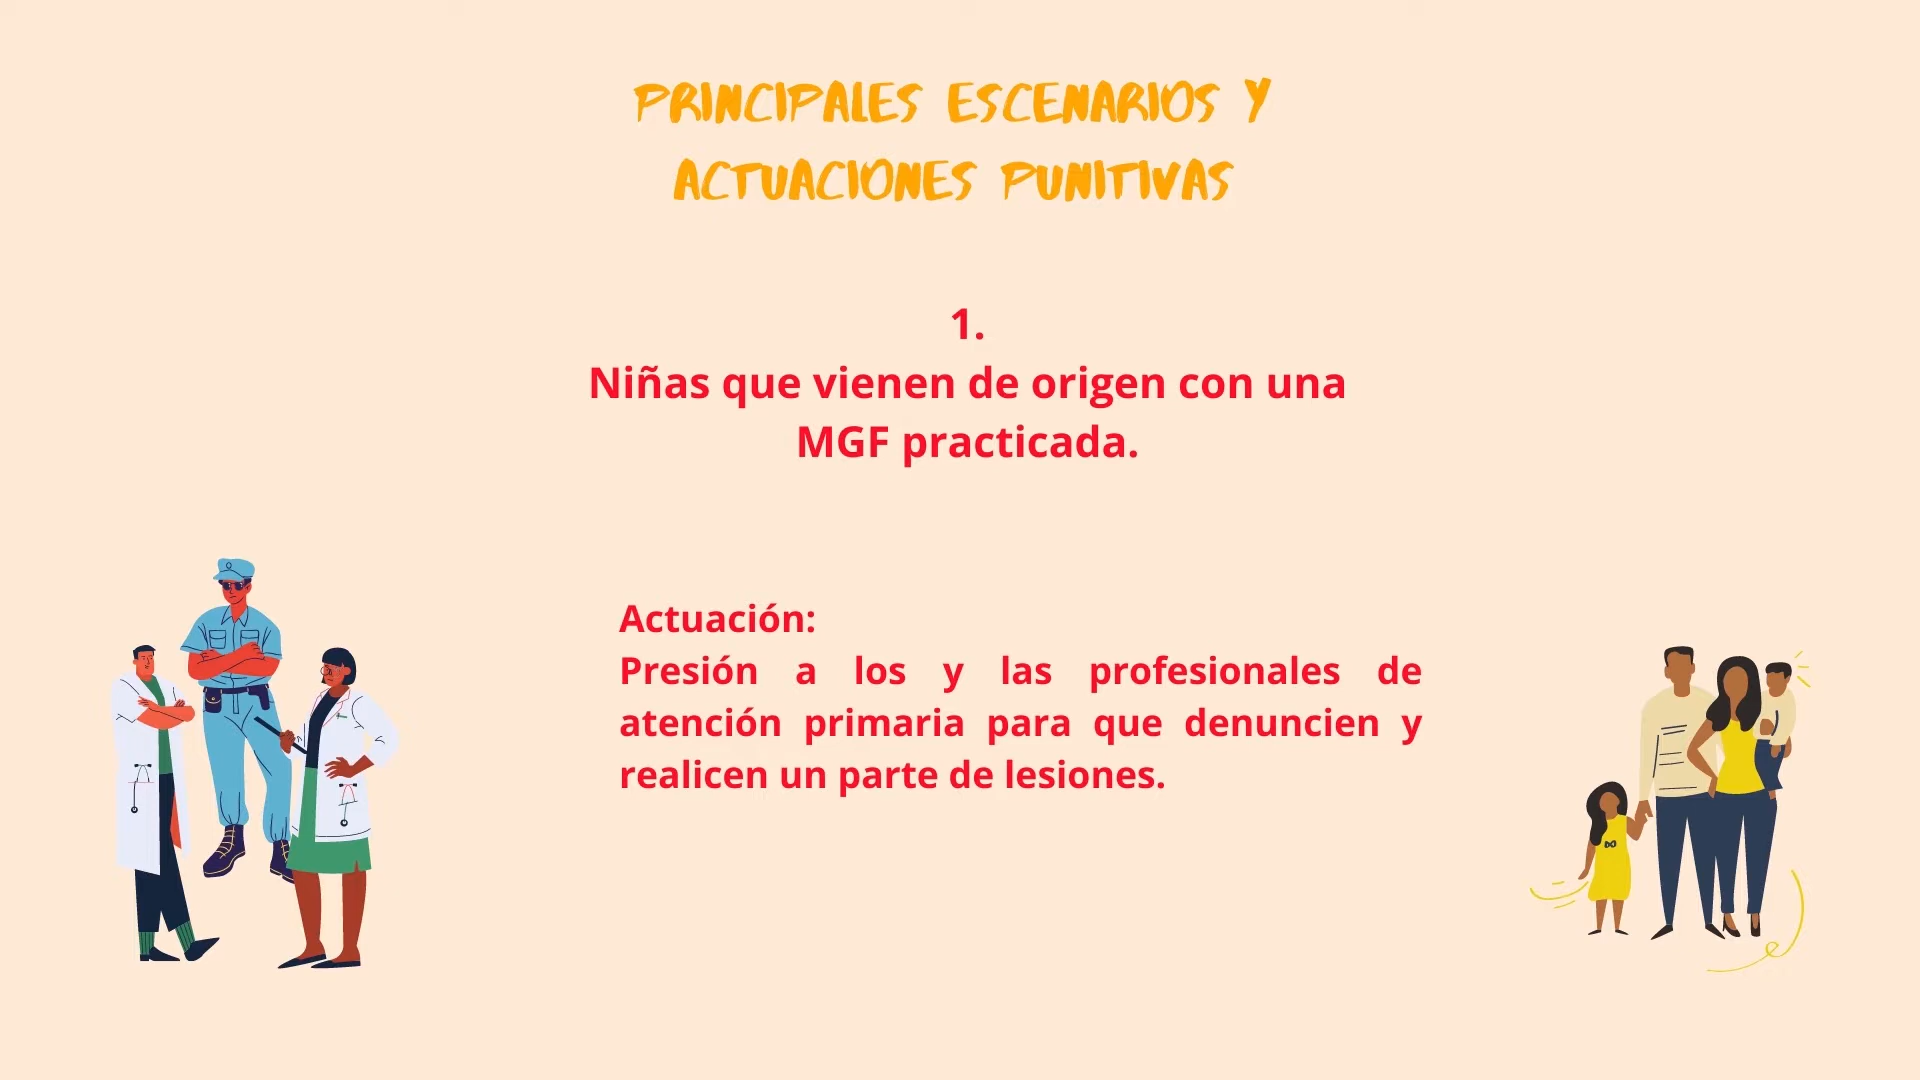 PRINCIPALES ESCENARIOS Y
ACTUACIONES PUNITIVAS
1.
Niñas que vienen de origen con una
MGF practicada.
Actuación:
Presión a los y las profesionales de
atención primaria para que denuncien y
realicen un parte de lesiones.